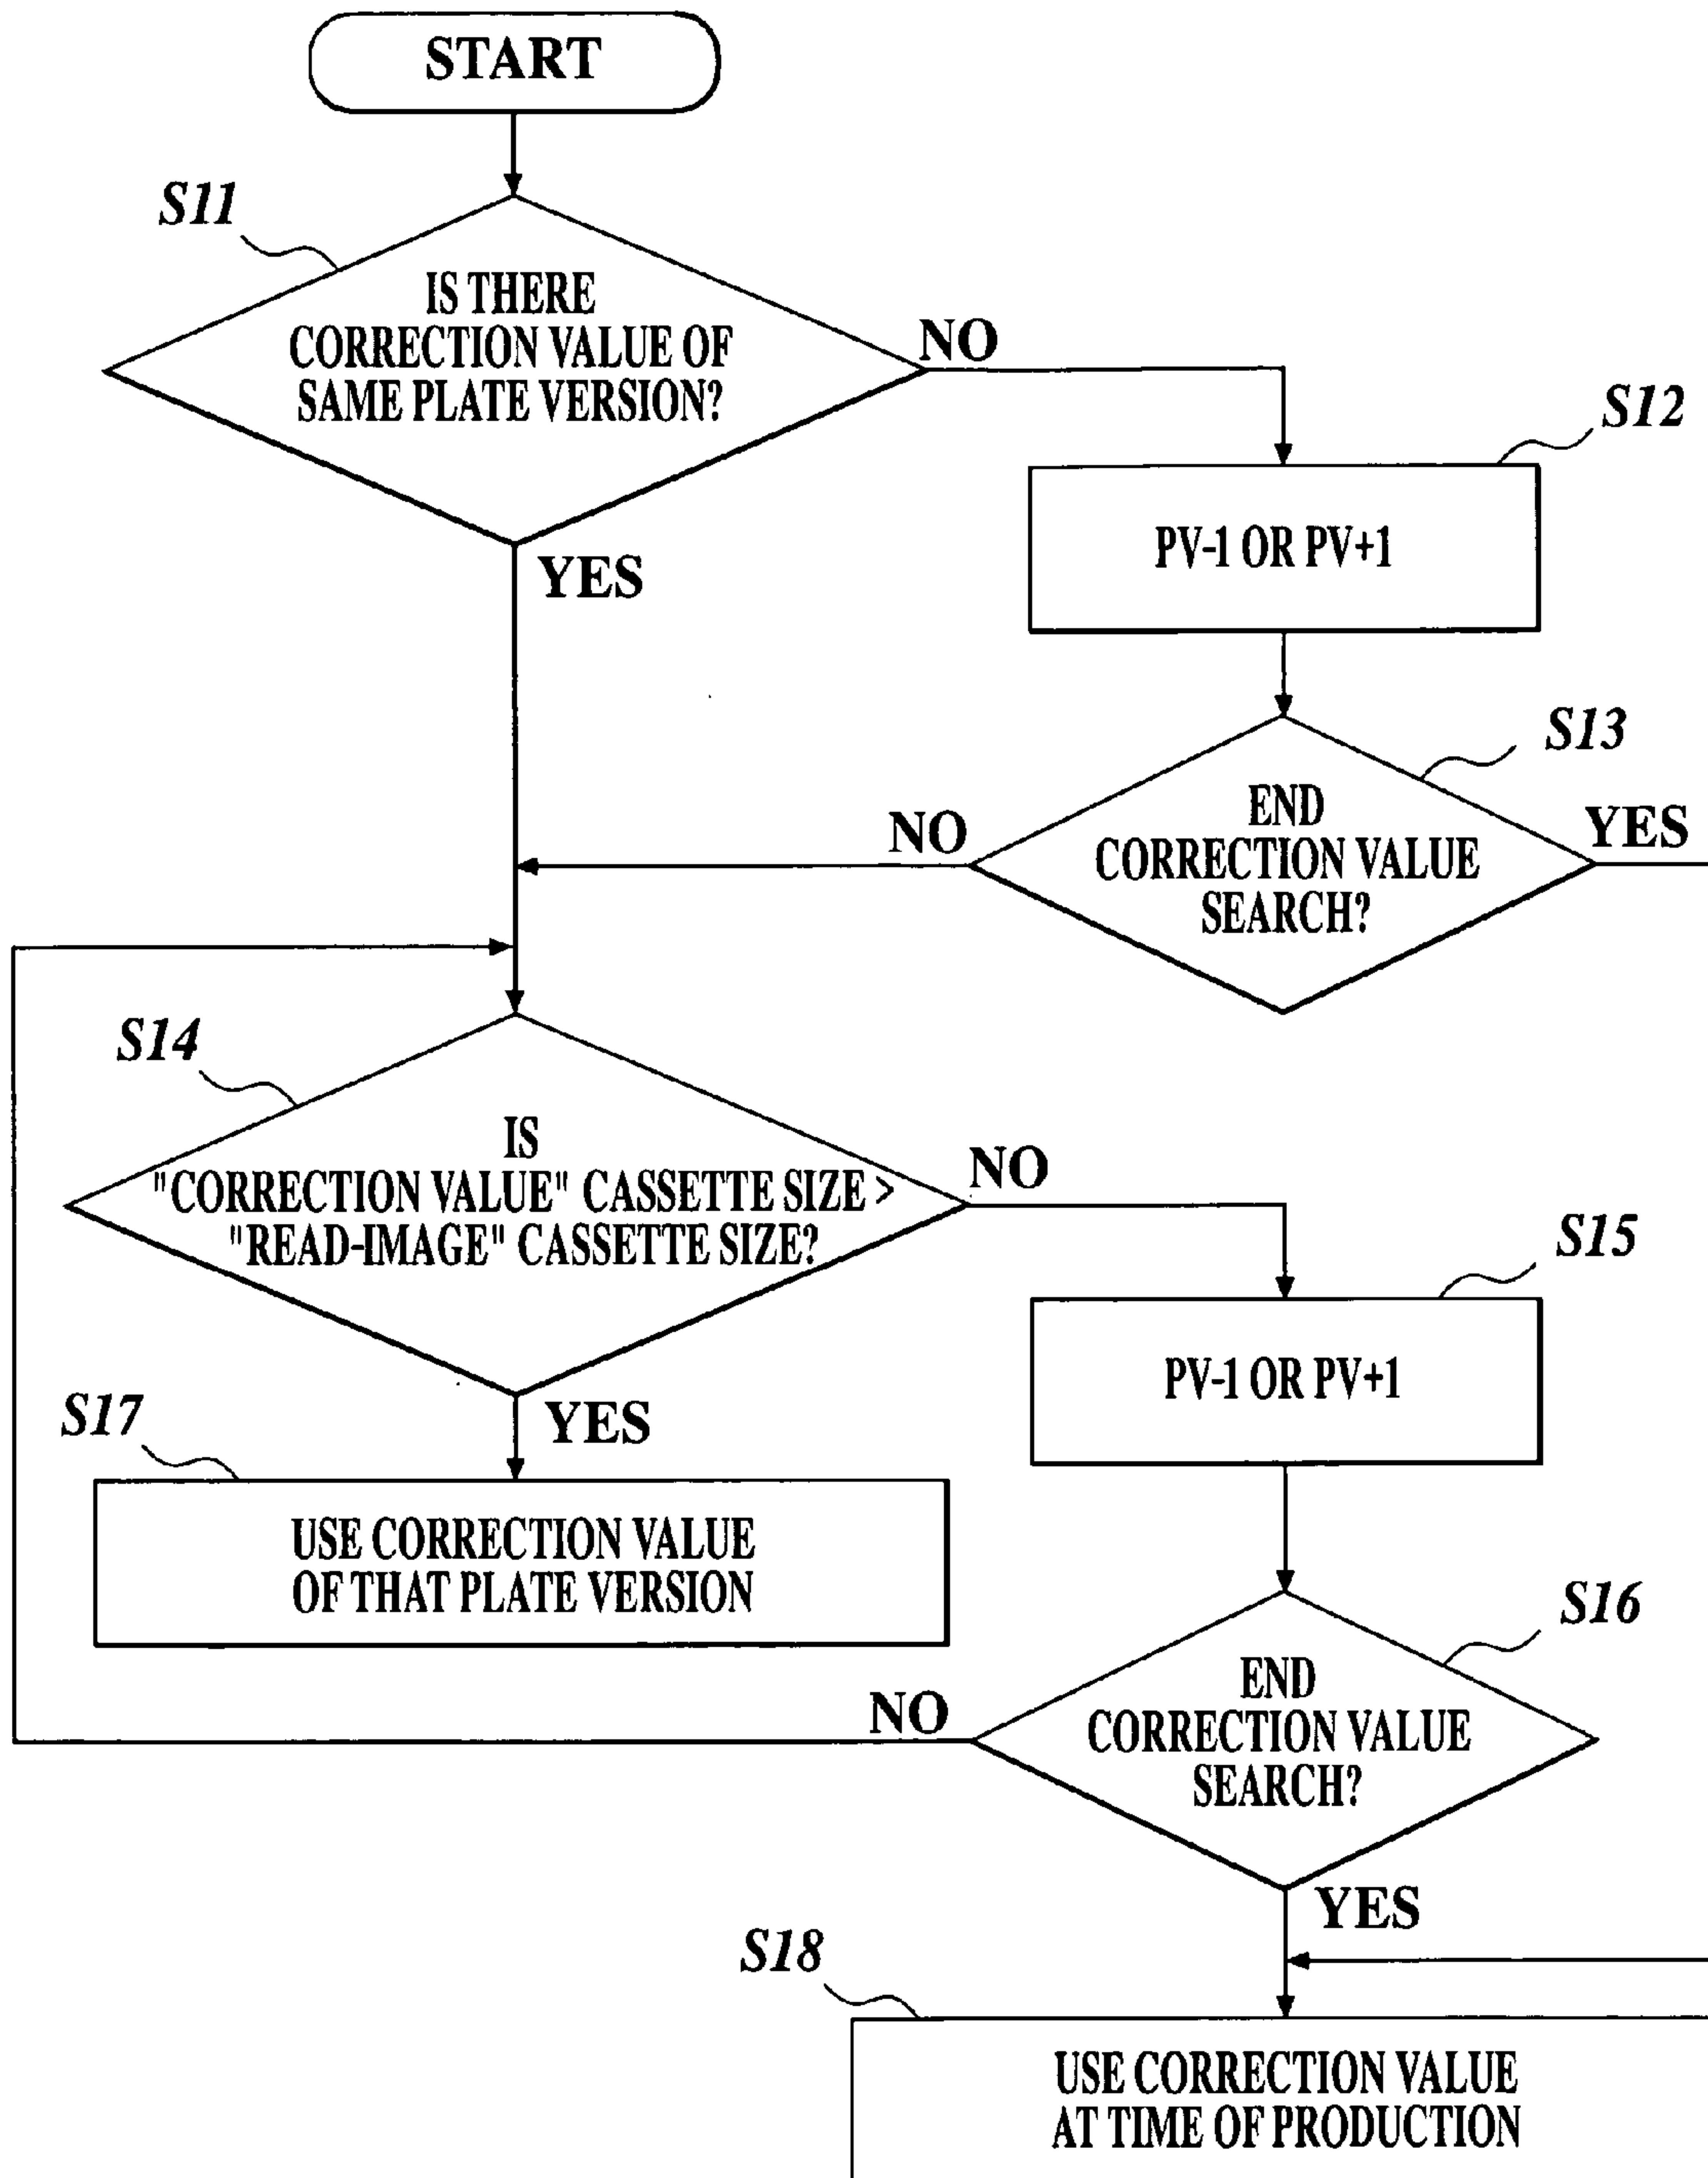 START
S11
IS THERE
CORRECTION VALUE OF
SAME PLATE VERSION?
NO
YES
S12
PV-1 OR PV+1
S13
END
CORRECTION VALUE
SEARCH?
NO
YES
S14
IS
"CORRECTION VALUE" CASSETTE SIZE >
"READ-IMAGE" CASSETTE SIZE?
NO
YES
S15
PV-1 OR PV+1
S17
USE CORRECTION VALUE
OF THAT PLATE VERSION
S16
END
CORRECTION VALUE
SEARCH?
NO
YES
S18
USE CORRECTION VALUE
AT TIME OF PRODUCTION